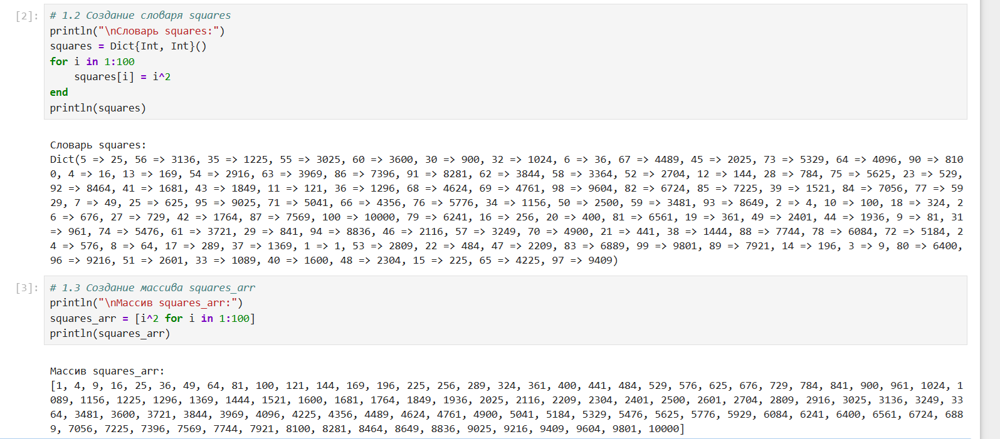 [2]:
# 1.2 Создание словаря squares
println("\nСловарь squares:")
squares = Dict{Int, Int}()
for i in 1:100
    squares[i] = i^2
end
println(squares)
Словарь squares:
Dict(5 => 25, 56 => 3136, 35 => 1225, 55 => 3025, 60 => 3600, 30 => 900, 32 => 1024, 6 => 36, 67 => 4489, 45 => 2025, 73 => 5329, 64 => 4096, 90 => 810
0, 4 => 16, 13 => 169, 54 => 2916, 63 => 3969, 86 => 7396, 91 => 8281, 62 => 3844, 58 => 3364, 52 => 2704, 12 => 144, 28 => 784, 75 => 5625, 23 => 529,
92 => 8464, 41 => 1681, 43 => 1849, 11 => 121, 36 => 1296, 68 => 4624, 69 => 4761, 98 => 9604, 82 => 6724, 85 => 7225, 39 => 1521, 84 => 7056, 77 => 59
29, 7 => 49, 25 => 625, 95 => 9025, 71 => 5041, 66 => 4356, 76 => 5776, 34 => 1156, 50 => 2500, 59 => 3481, 93 => 8649, 2 => 4, 10 => 100, 18 => 324, 2
6 => 676, 27 => 729, 42 => 1764, 87 => 7569, 100 => 10000, 79 => 6241, 16 => 256, 20 => 400, 81 => 6561, 19 => 361, 49 => 2401, 44 => 1936, 9 => 81, 31
=> 961, 74 => 5476, 61 => 3721, 29 => 841, 94 => 8836, 46 => 2116, 57 => 3249, 70 => 4900, 21 => 441, 38 => 1444, 88 => 7744, 78 => 6084, 72 => 5184, 2
4 => 576, 8 => 64, 17 => 289, 37 => 1369, 1 => 1, 53 => 2809, 22 => 484, 47 => 2209, 83 => 6889, 99 => 9801, 89 => 7921, 14 => 196, 3 => 9, 80 => 6400,
96 => 9216, 51 => 2601, 33 => 1089, 40 => 1600, 48 => 2304, 15 => 225, 65 => 4225, 97 => 9409)
[3]:
# 1.3 Создание массива squares_arr
println("\nМассив squares_arr:")
squares_arr = [i^2 for i in 1:100]
println(squares_arr)
Массив squares_arr:
[1, 4, 9, 16, 25, 36, 49, 64, 81, 100, 121, 144, 169, 196, 225, 256, 289, 324, 361, 400, 441, 484, 529, 576, 625, 676, 729, 784, 841, 900, 961, 1024, 1
089, 1156, 1225, 1296, 1369, 1444, 1521, 1600, 1681, 1764, 1849, 1936, 2025, 2116, 2209, 2304, 2401, 2500, 2601, 2704, 2809, 2916, 3025, 3136, 3249, 33
64, 3481, 3600, 3721, 3844, 3969, 4096, 4225, 4356, 4489, 4624, 4761, 4900, 5041, 5184, 5329, 5476, 5625, 5776, 5929, 6084, 6241, 6400, 6561, 6724, 688
9, 7056, 7225, 7396, 7569, 7744, 7921, 8100, 8281, 8464, 8649, 8836, 9025, 9216, 9409, 9604, 9801, 10000]